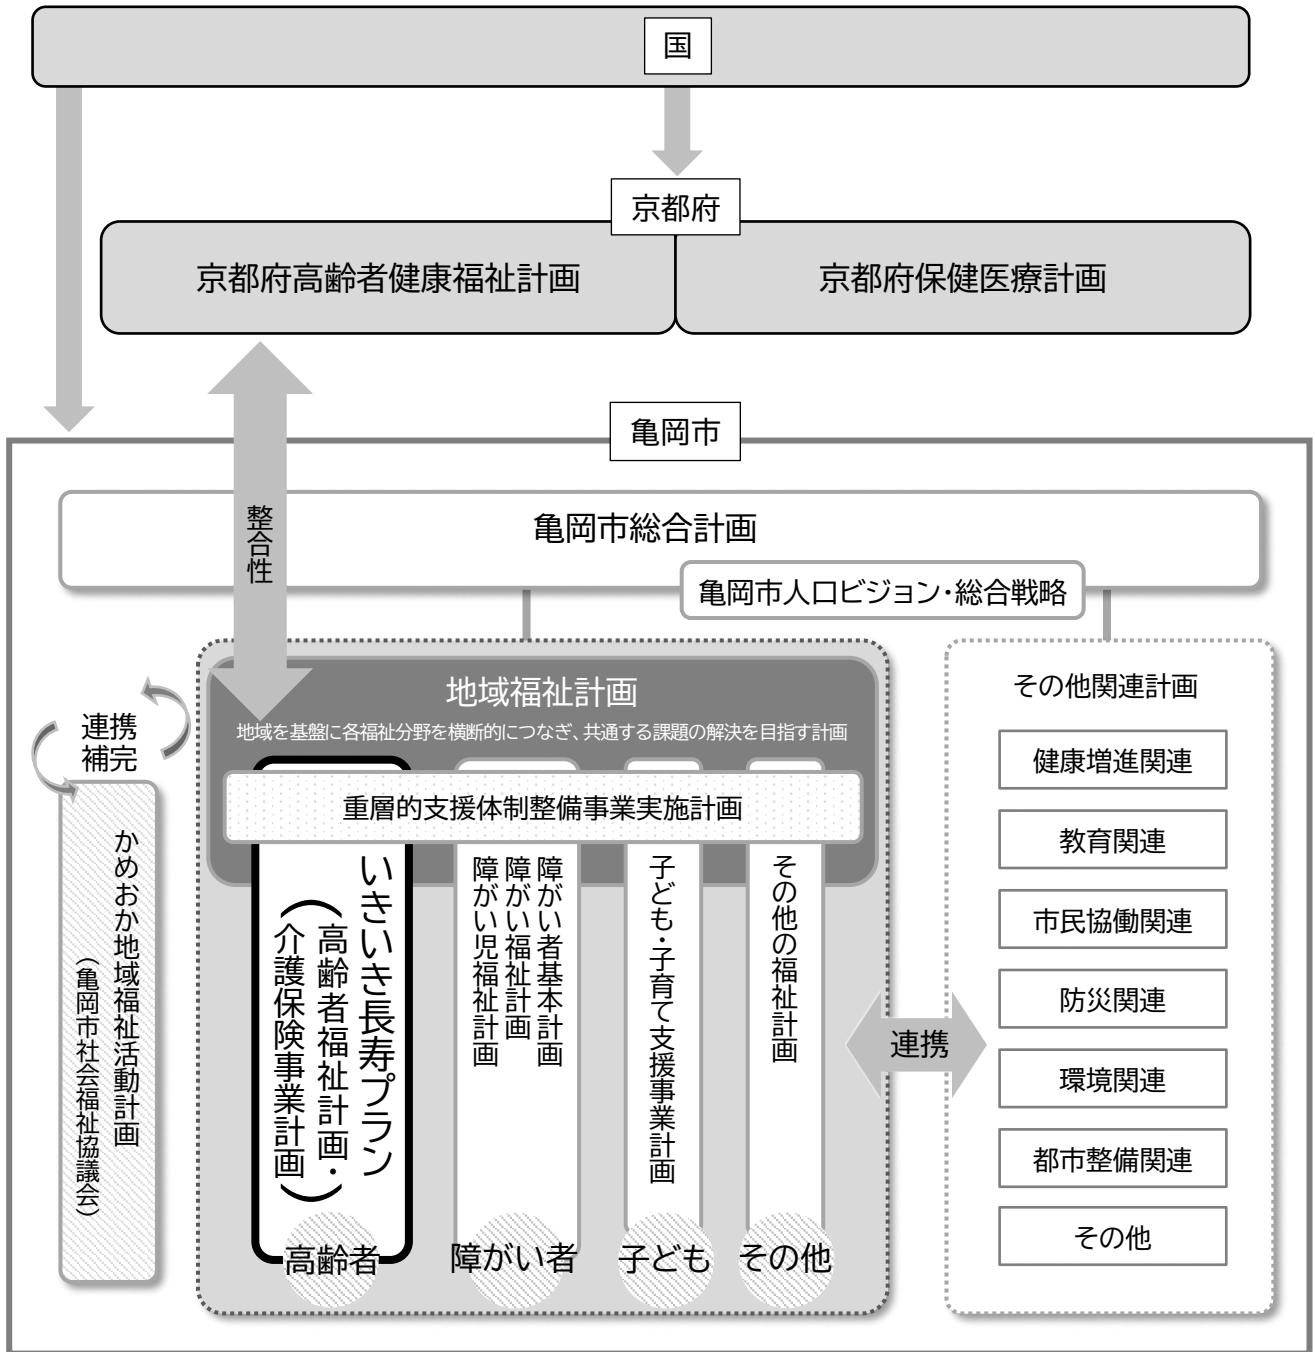 国
京都府
京都府高齢者健康福祉計画
京都府保健医療計画
亀岡市
整合性
亀岡市総合計画
亀岡市人口ビジョン・総合戦略
連携
補完
かめおか地域福祉活動計画
（亀岡市社会福祉協議会）
地域福祉計画
地域を基盤に各福祉分野を横断的につなぎ、共通する課題の解決を目指す計画
重層的支援体制整備事業実施計画
いきいき長寿プラン
（高齢者福祉計画・
介護保険事業計画）
高齢者
障がい者基本計画
障がい福祉計画
障がい児福祉計画
障がい者
子ども・子育て支援事業計画
子ども
その他の福祉計画
その他
連携
その他関連計画
健康増進関連
教育関連
市民協働関連
防災関連
環境関連
都市整備関連
その他